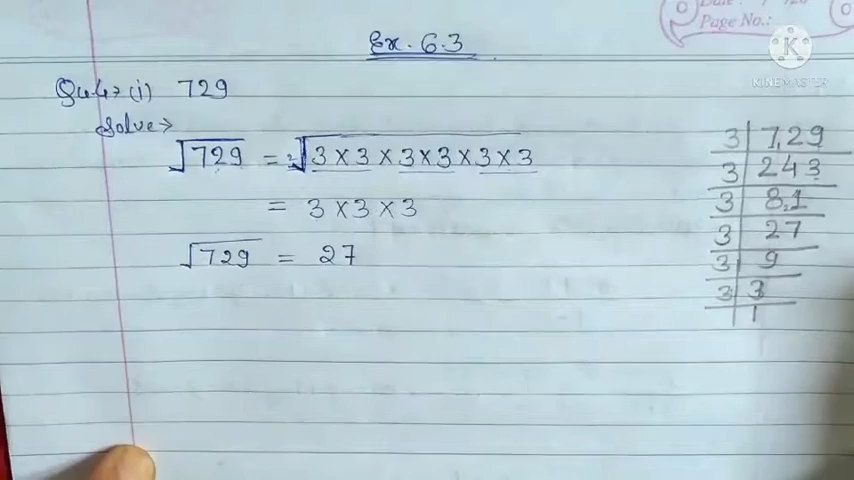 Page No.:
KINEMASTER
Ex. 6.3
Qu.4→ (i) 729
Solve→
√729 = ²√3×3×3×3×3×3
= 3×3×3
√729 = 27
3 | 729
3 | 243
3 | 81
3 | 27
3 | 9
3 | 3
| 1